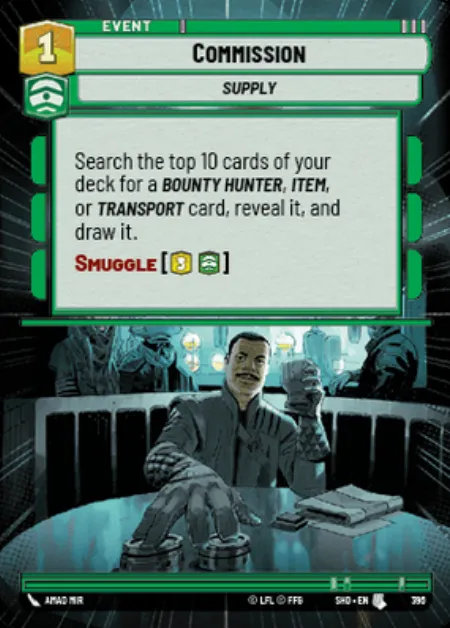 EVENT
1
COMMISSION
SUPPLY
Search the top 10 cards of your
deck for a BOUNTY HUNTER, ITEM,
or TRANSPORT card, reveal it, and
draw it.
SMUGGLE [3]
AMAD MIR
© LFL © FFG
SHD • EN